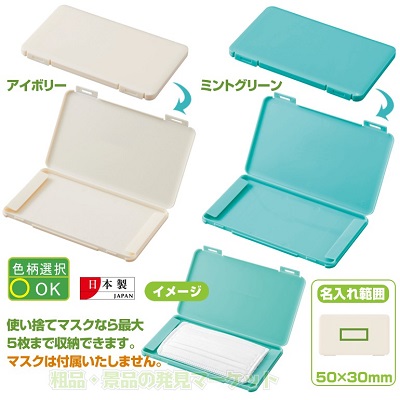 アイボリー
ミントグリーン
色柄選択
OK
日本製
JAPAN
イメージ
名入れ範囲
50×30mm
使い捨てマスクなら最大
5枚まで収納できます。
マスクは付属いたしません。
粗品・景品の発見マーケット